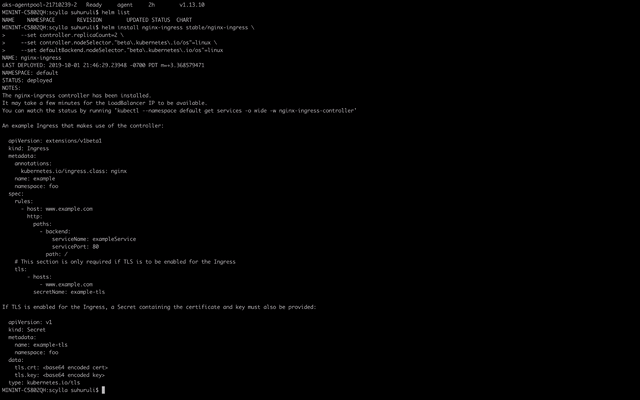 aks-agentpool-21710239-2   Ready    agent    2h      v1.13.10
MININT-C5802QH:scylla suhuruli$ helm list
NAME    NAMESPACE       REVISION        UPDATED STATUS  CHART
MININT-C5802QH:scylla suhuruli$ helm install nginx-ingress stable/nginx-ingress \
>     --set controller.replicaCount=2 \
>     --set controller.nodeSelector."beta\.kubernetes\.io/os"=linux \
>     --set defaultBackend.nodeSelector."beta\.kubernetes\.io/os"=linux
NAME: nginx-ingress
LAST DEPLOYED: 2019-10-01 21:46:29.23948 -0700 PDT m=+3.368579471
NAMESPACE: default
STATUS: deployed
NOTES:
The nginx-ingress controller has been installed.
It may take a few minutes for the LoadBalancer IP to be available.
You can watch the status by running 'kubectl --namespace default get services -o wide -w nginx-ingress-controller'
An example Ingress that makes use of the controller:
  apiVersion: extensions/v1beta1
  kind: Ingress
  metadata:
    annotations:
      kubernetes.io/ingress.class: nginx
    name: example
    namespace: foo
  spec:
    rules:
      - host: www.example.com
        http:
          paths:
            - backend:
                serviceName: exampleService
                servicePort: 80
              path: /
    # This section is only required if TLS is to be enabled for the Ingress
    tls:
        - hosts:
            - www.example.com
          secretName: example-tls
If TLS is enabled for the Ingress, a Secret containing the certificate and key must also be provided:
  apiVersion: v1
  kind: Secret
  metadata:
    name: example-tls
    namespace: foo
  data:
    tls.crt: <base64 encoded cert>
    tls.key: <base64 encoded key>
  type: kubernetes.io/tls
MININT-C5802QH:scylla suhuruli$